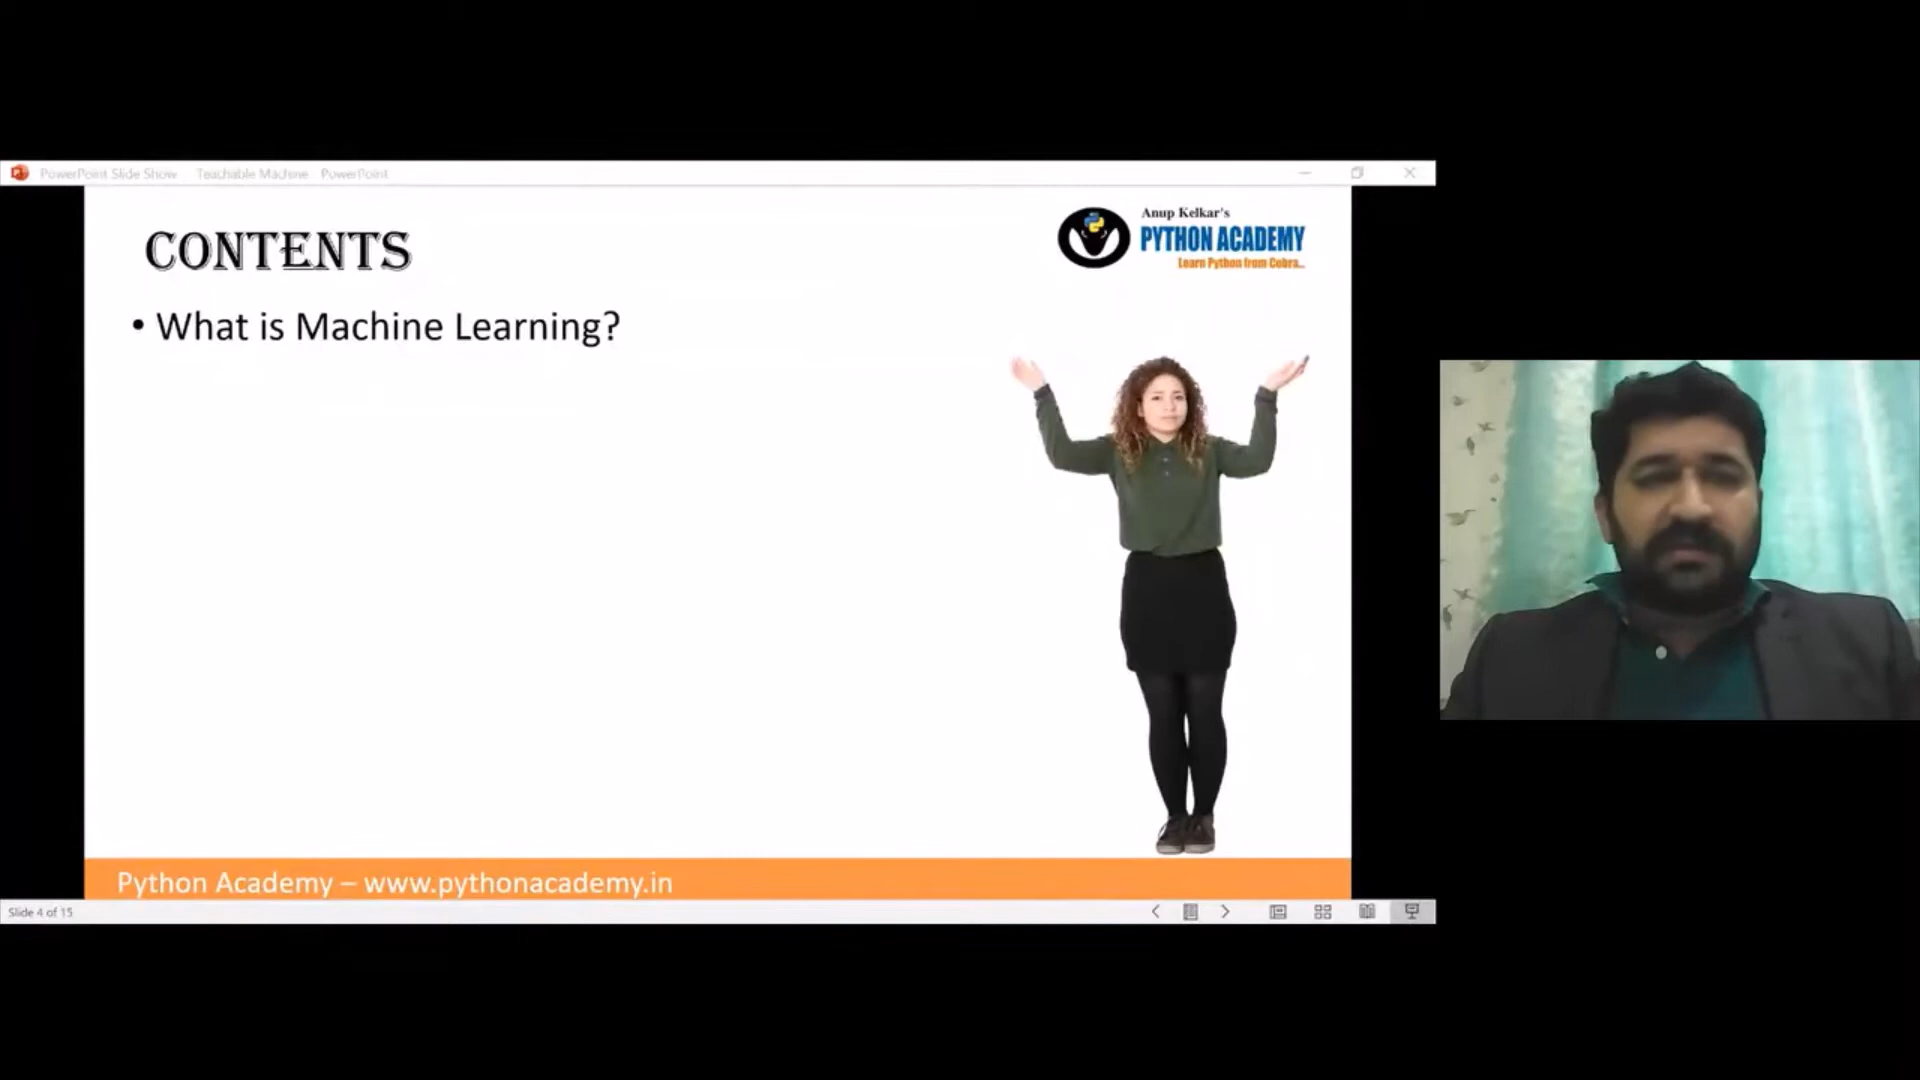 PowerPoint Slide Show Teachable Machine PowerPoint
CONTENTS
Anup Kelkar's
PYTHON ACADEMY
Learn Python from Cobra...
• What is Machine Learning?
Python Academy – www.pythonacademy.in
Slide 4 of 15